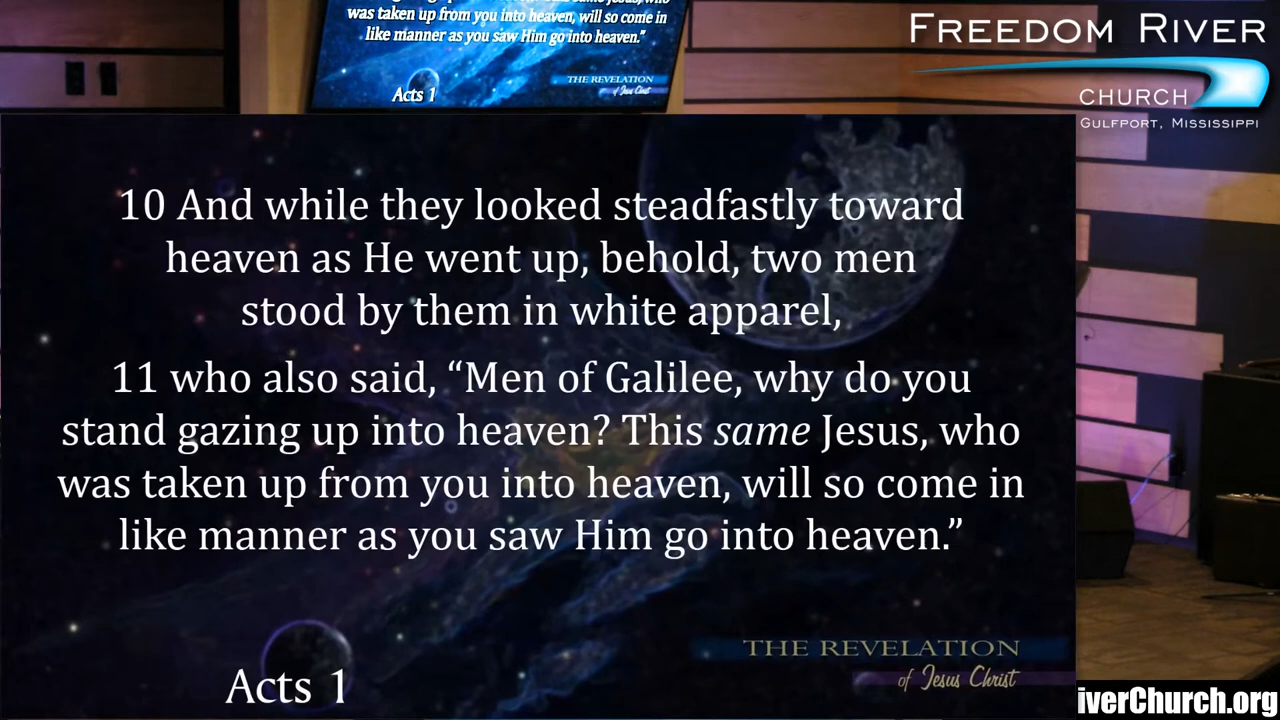 was taken up from you into heaven, will so come in
like manner as you saw Him go into heaven.”
THE REVELATION
of Jesus Christ
Acts 1
FREEDOM RIVER
CHURCH
GULFPORT, MISSISSIPPI
10 And while they looked steadfastly toward
heaven as He went up, behold, two men
stood by them in white apparel,
11 who also said, “Men of Galilee, why do you
stand gazing up into heaven? This same Jesus, who
was taken up from you into heaven, will so come in
like manner as you saw Him go into heaven.”
THE REVELATION
of Jesus Christ
Acts 1
iverChurch.org